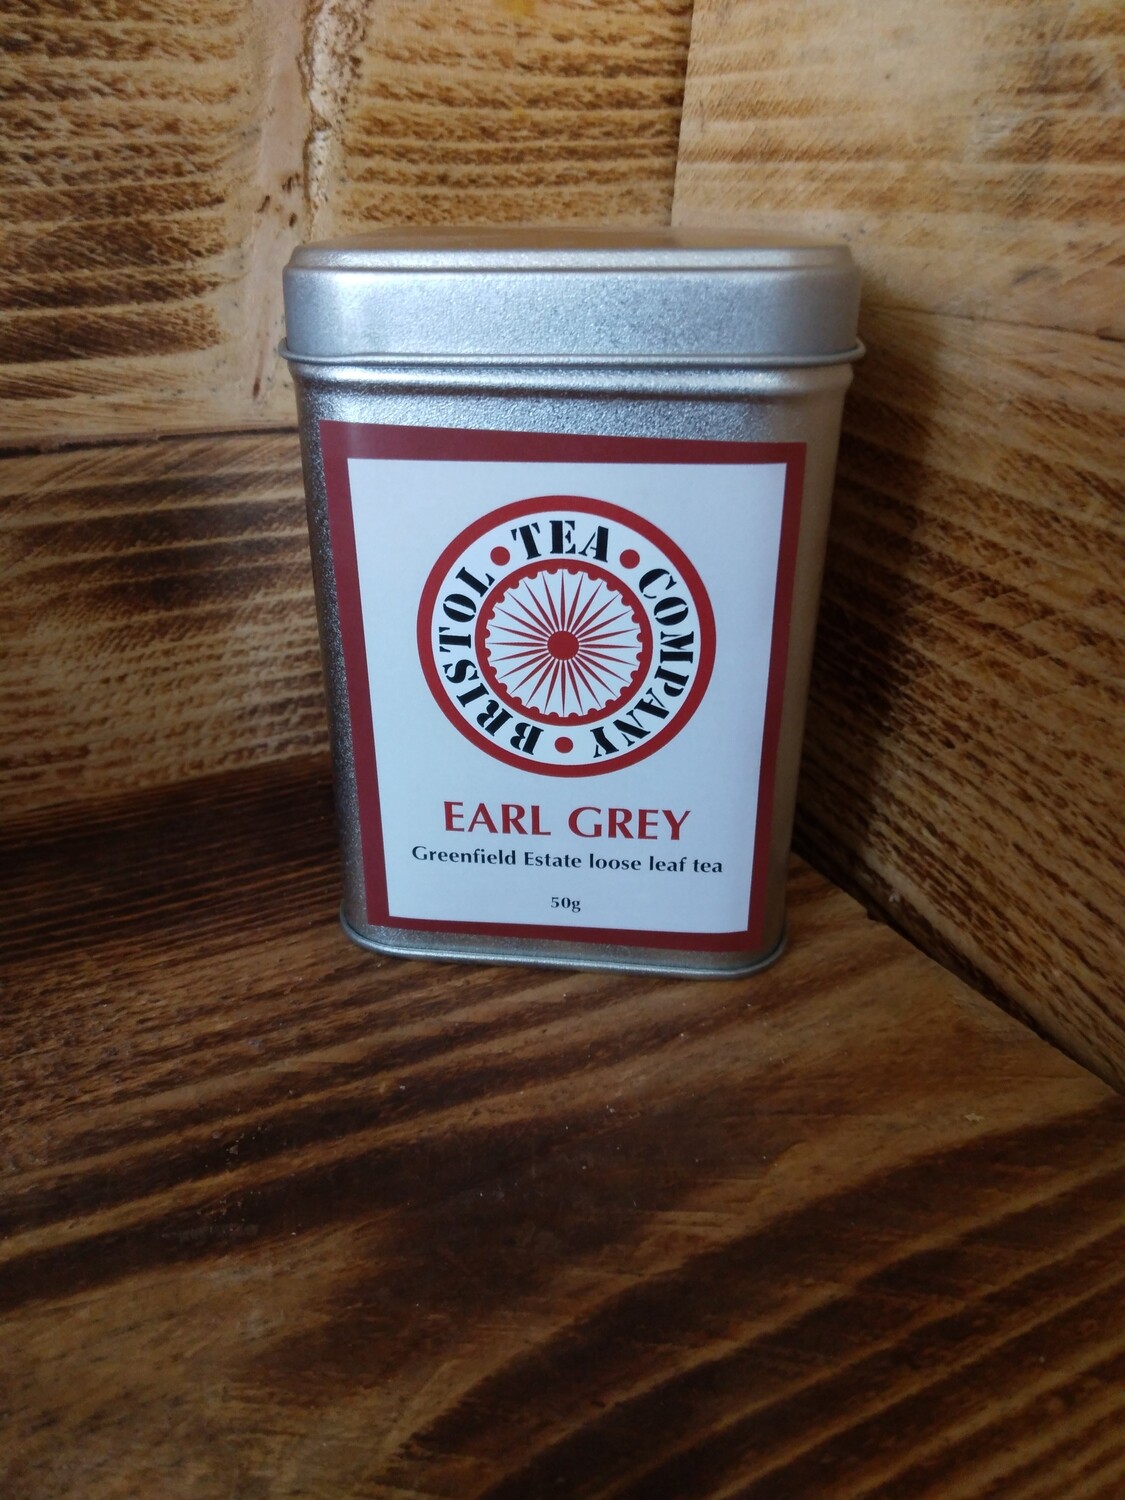 BRISTOL • TEA • COMPANY •
EARL GREY
Greenfield Estate loose leaf tea
50g